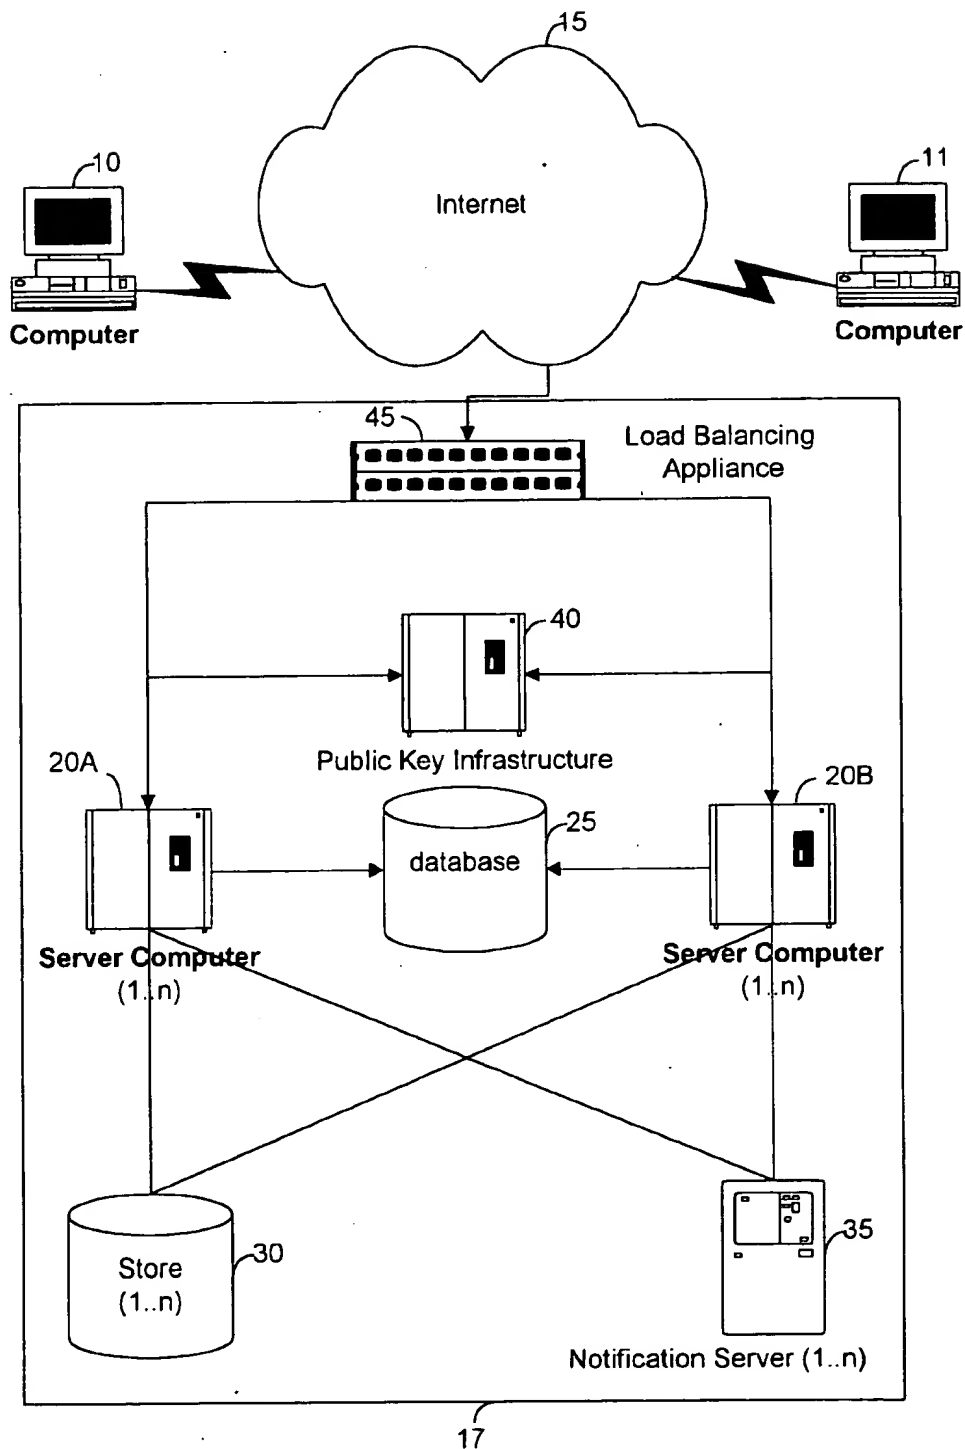 15
10
11
Internet
Computer
Computer
45
Load Balancing
Appliance
40
Public Key Infrastructure
20A
20B
25
database
Server Computer
(1..n)
Server Computer
(1..n)
30
Store
(1..n)
35
Notification Server (1..n)
17